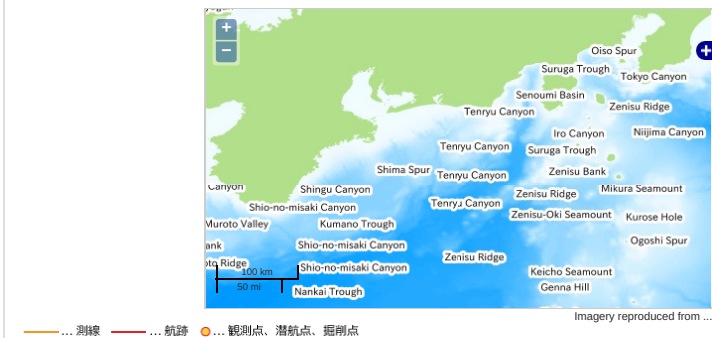 +
−
Oiso Spur
Suruga Trough
Tokyo Canyon
Senoumi Basin
Zenisu Ridge
Tenryu Canyon
Iro Canyon
Niijima Canyon
Tenryu Canyon
Suruga Trough
Shima Spur
Tenryu Canyon
Zenisu Bank
Canyon
Shingu Canyon
Zenisu Ridge
Mikura Seamount
Shio-no-misaki Canyon
Tenryu Canyon
Zenisu-Oki Seamount
Kurose Hole
Muroto Valley
Kumano Trough
Ogoshi Spur
ank
Shio-no-misaki Canyon
Zenisu Ridge
oto Ridge
Shio-no-misaki Canyon
Keicho Seamount
100 km
50 mi
Nankai Trough
Genna Hill
Imagery reproduced from ...
... 測線 ... 航跡 ... 観測点、潜航点、掘削点